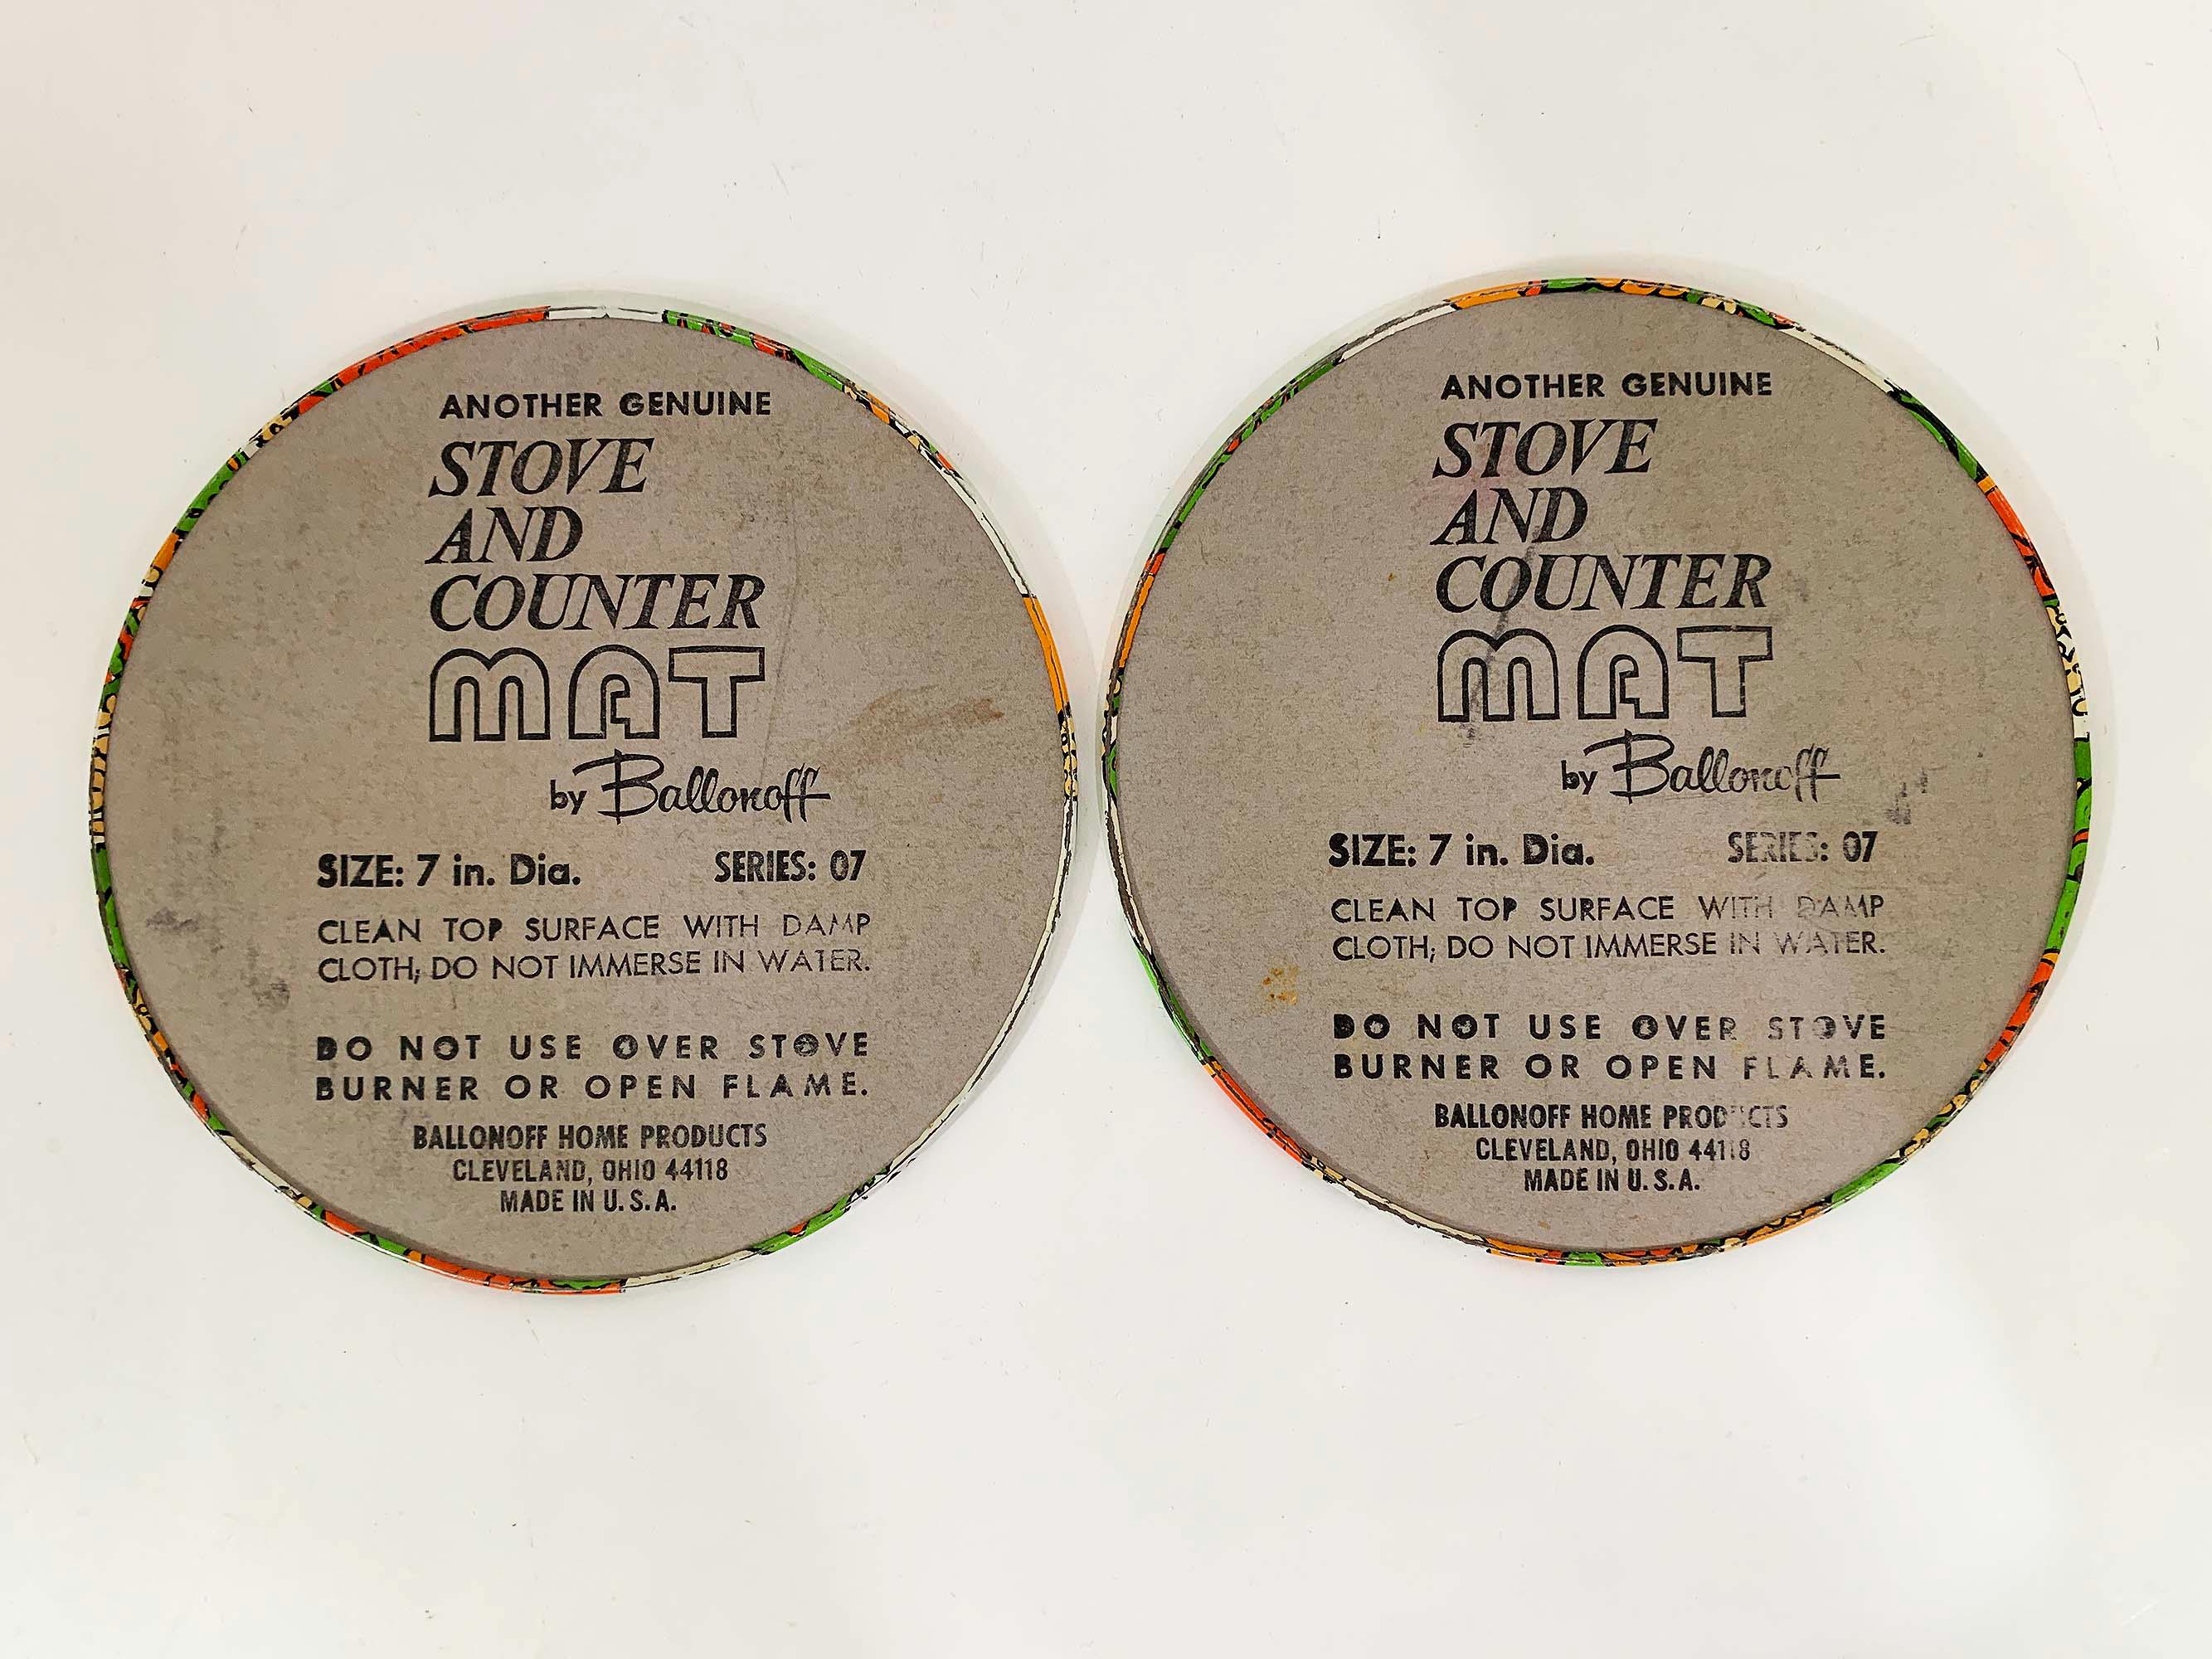 ANOTHER GENUINE
STOVE
AND
COUNTER
MAT
by Ballonoff
SIZE: 7 in. Dia. SERIES: 07
CLEAN TOP SURFACE WITH DAMP
CLOTH; DO NOT IMMERSE IN WATER.
DO NOT USE OVER STOVE
BURNER OR OPEN FLAME.
BALLONOFF HOME PRODUCTS
CLEVELAND, OHIO 44118
MADE IN U.S.A.
ANOTHER GENUINE
STOVE
AND
COUNTER
MAT
by Ballonoff
SIZE: 7 in. Dia. SERIES: 07
CLEAN TOP SURFACE WITH DAMP
CLOTH; DO NOT IMMERSE IN WATER.
DO NOT USE OVER STOVE
BURNER OR OPEN FLAME.
BALLONOFF HOME PRODUCTS
CLEVELAND, OHIO 44118
MADE IN U.S.A.